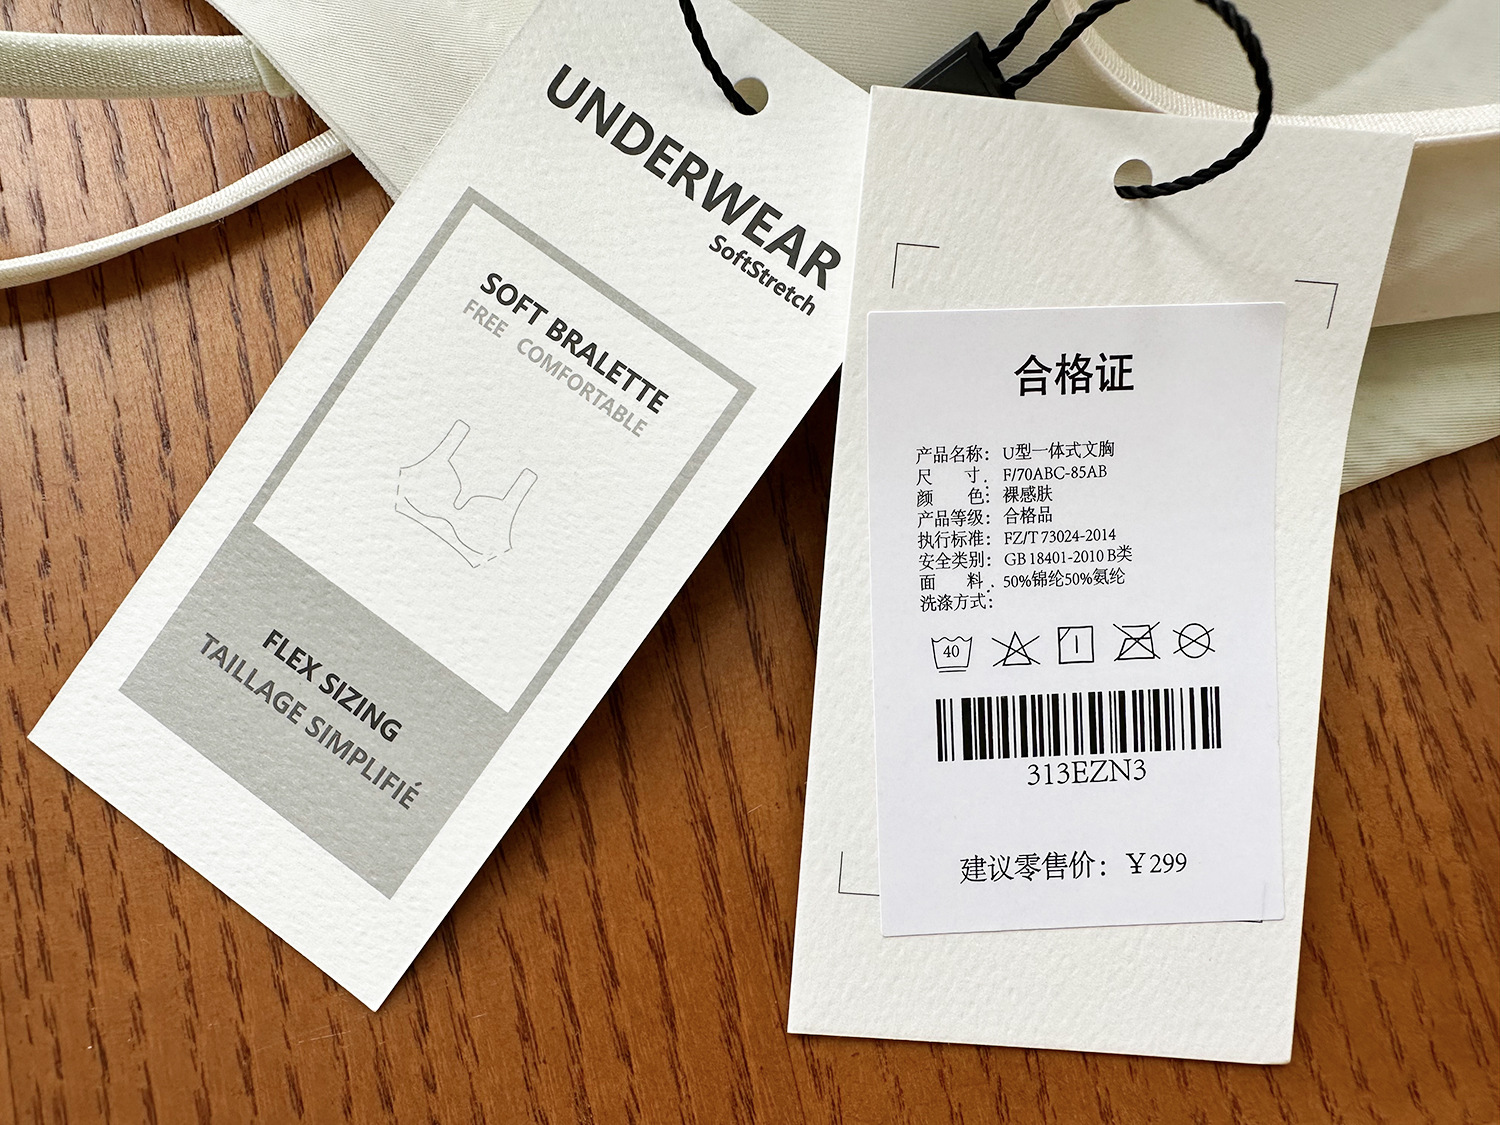 UNDERWEAR
SoftStretch
SOFT BRALETTE
FREE COMFORTABLE
FLEX SIZING
TAILLAGE SIMPLIFIÉ
合格证
产品名称：U型一体式文胸
尺 寸：F/70ABC-85AB
颜 色：裸感肤
产品等级：合格品
执行标准：FZ/T 73024-2014
安全类别：GB 18401-2010 B类
面 料：50%锦纶50%氨纶
洗涤方式：
40
313EZN3
建议零售价：￥299